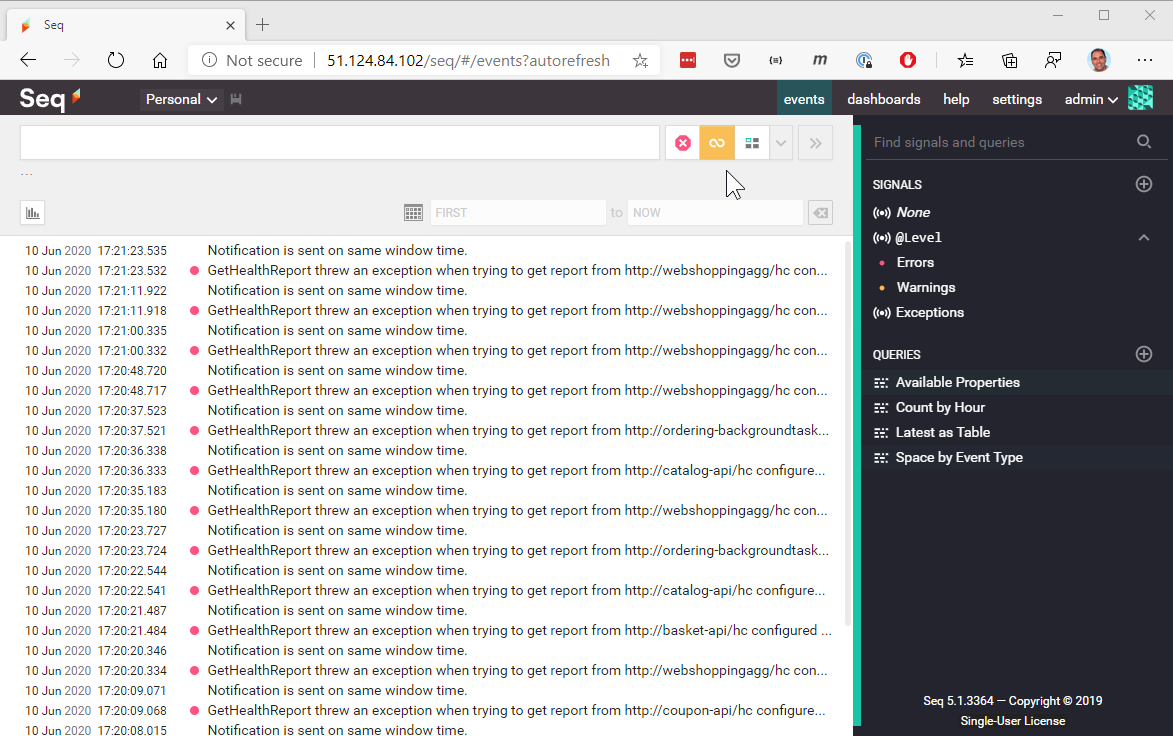 Seq
Not secure 51.124.84.102/seq/#/events?autorefresh
m
Seq Personal events dashboards help settings admin
...
Find signals and queries
FIRST to NOW
SIGNALS
None
@Level
Errors
Warnings
Exceptions
QUERIES
Available Properties
Count by Hour
Latest as Table
Space by Event Type
10 Jun 2020 17:21:23.535 Notification is sent on same window time.
10 Jun 2020 17:21:23.532 GetHealthReport threw an exception when trying to get report from http://webshoppingagg/hc con...
10 Jun 2020 17:21:11.922 Notification is sent on same window time.
10 Jun 2020 17:21:11.918 GetHealthReport threw an exception when trying to get report from http://webshoppingagg/hc con...
10 Jun 2020 17:21:00.335 Notification is sent on same window time.
10 Jun 2020 17:21:00.332 GetHealthReport threw an exception when trying to get report from http://webshoppingagg/hc con...
10 Jun 2020 17:20:48.720 Notification is sent on same window time.
10 Jun 2020 17:20:48.717 GetHealthReport threw an exception when trying to get report from http://webshoppingagg/hc con...
10 Jun 2020 17:20:37.523 Notification is sent on same window time.
10 Jun 2020 17:20:37.521 GetHealthReport threw an exception when trying to get report from http://ordering-backgroundtask...
10 Jun 2020 17:20:36.338 Notification is sent on same window time.
10 Jun 2020 17:20:36.333 GetHealthReport threw an exception when trying to get report from http://catalog-api/hc configure...
10 Jun 2020 17:20:35.183 Notification is sent on same window time.
10 Jun 2020 17:20:35.180 GetHealthReport threw an exception when trying to get report from http://webshoppingagg/hc con...
10 Jun 2020 17:20:23.727 Notification is sent on same window time.
10 Jun 2020 17:20:23.724 GetHealthReport threw an exception when trying to get report from http://ordering-backgroundtask...
10 Jun 2020 17:20:22.544 Notification is sent on same window time.
10 Jun 2020 17:20:22.541 GetHealthReport threw an exception when trying to get report from http://catalog-api/hc configure...
10 Jun 2020 17:20:21.487 Notification is sent on same window time.
10 Jun 2020 17:20:21.484 GetHealthReport threw an exception when trying to get report from http://basket-api/hc configured ...
10 Jun 2020 17:20:20.346 Notification is sent on same window time.
10 Jun 2020 17:20:20.334 GetHealthReport threw an exception when trying to get report from http://webshoppingagg/hc con...
10 Jun 2020 17:20:09.071 Notification is sent on same window time.
10 Jun 2020 17:20:09.068 GetHealthReport threw an exception when trying to get report from http://coupon-api/hc configure...
10 Jun 2020 17:20:08.015 Notification is sent on same window time.
Seq 5.1.3364 — Copyright © 2019
Single-User License